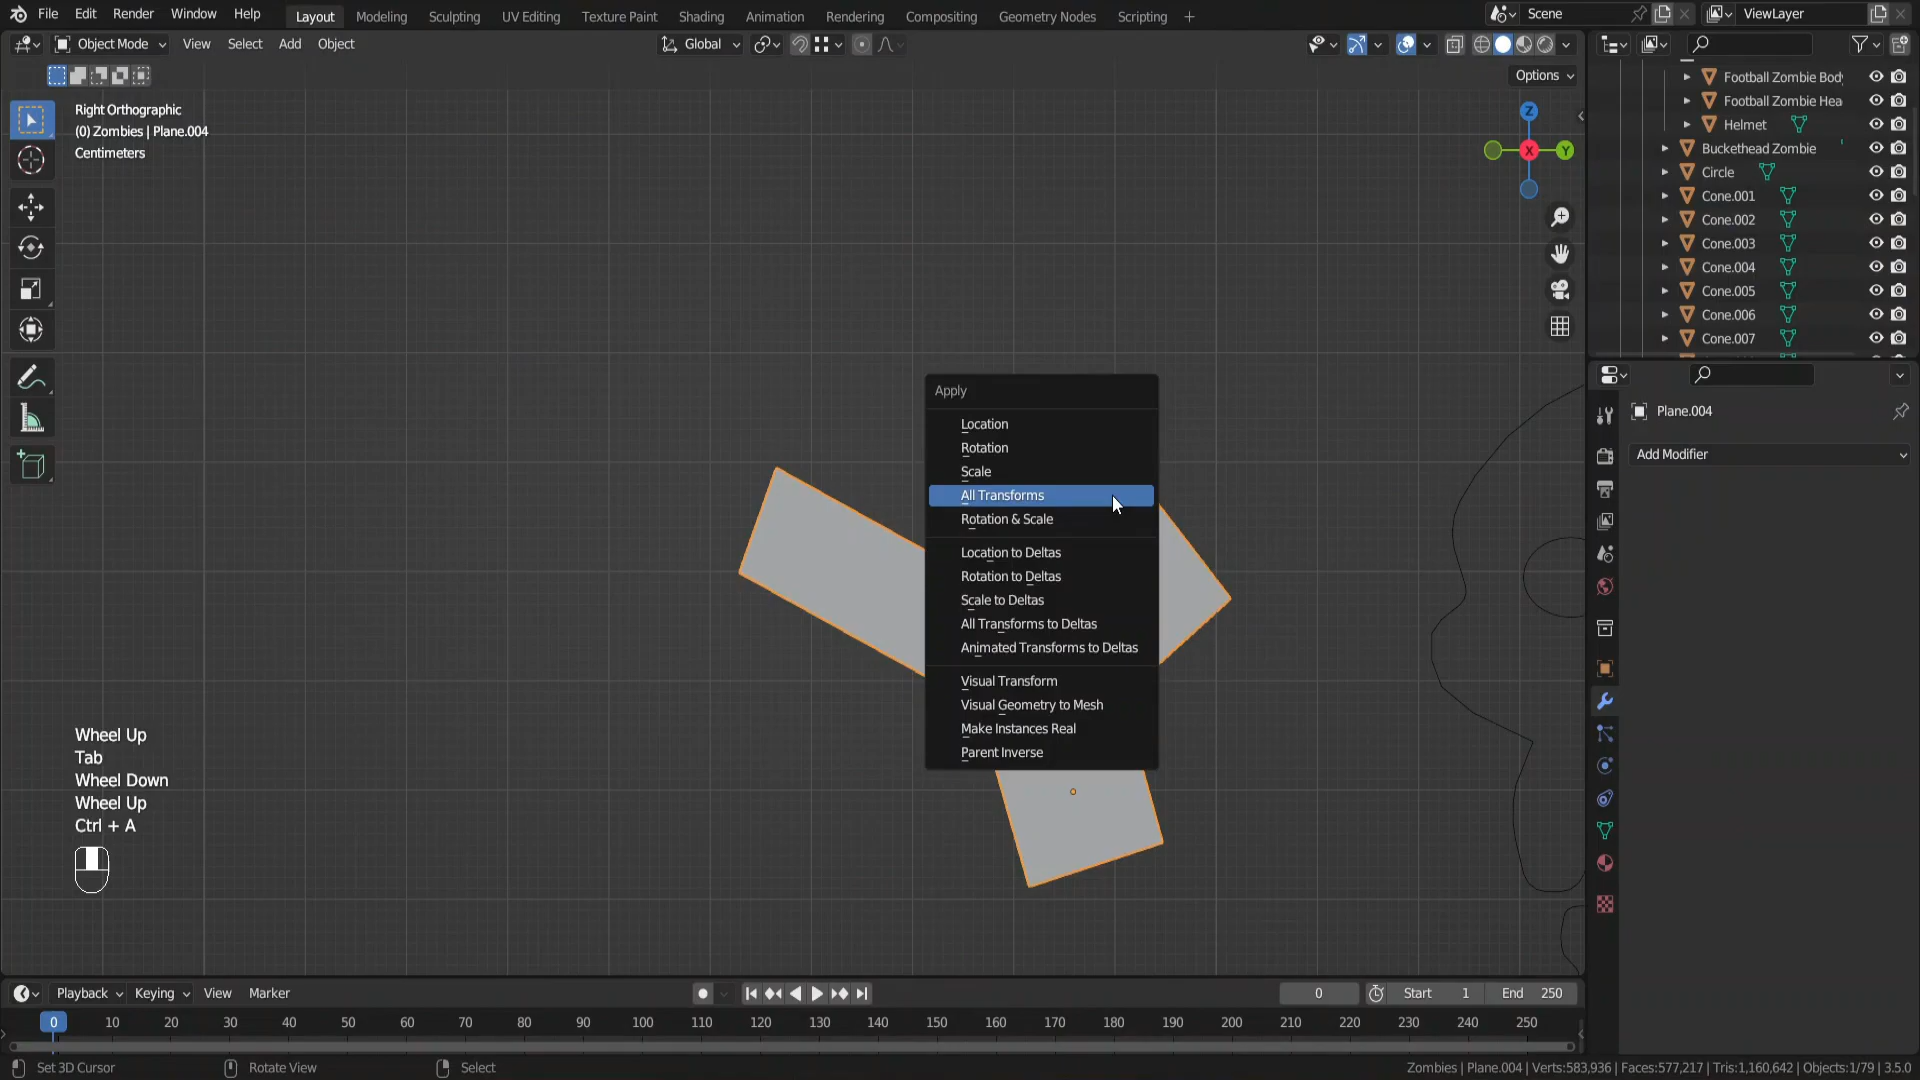 File Edit Render Window Help Layout Modeling Sculpting UV Editing Texture Paint Shading Animation Rendering Compositing Geometry Nodes Scripting + Scene ViewLayer
Object Mode View Select Add Object Global
Options
Right Orthographic
(0) Zombies | Plane.004
Centimeters
Z
X
Y
Football Zombie Body
Football Zombie Hea
Helmet
Buckethead Zombie
Circle
Cone.001
Cone.002
Cone.003
Cone.004
Cone.005
Cone.006
Cone.007
Plane.004
Add Modifier
Apply
Location
Rotation
Scale
All Transforms
Rotation & Scale
Location to Deltas
Rotation to Deltas
Scale to Deltas
All Transforms to Deltas
Animated Transforms to Deltas
Visual Transform
Visual Geometry to Mesh
Make Instances Real
Parent Inverse
Wheel Up
Tab
Wheel Down
Wheel Up
Ctrl + A
Playback Keying View Marker 0 Start 1 End 250
0 10 20 30 40 50 60 70 80 90 100 110 120 130 140 150 160 170 180 190 200 210 220 230 240 250
Set 3D Cursor Rotate View Select Zombies | Plane.004 | Verts:583,936 | Faces:577,217 | Tris:1,160,642 | Objects:1/79 | 3.5.0